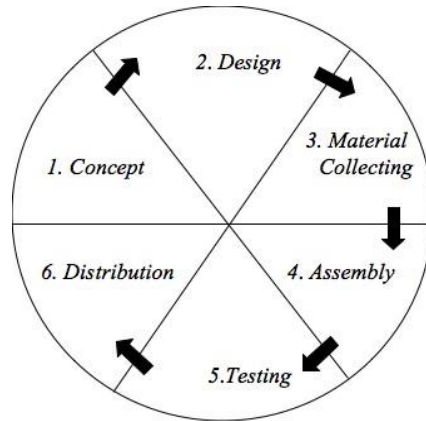 1. Concept
2. Design
3. Material
Collecting
4. Assembly
5.Testing
6. Distribution